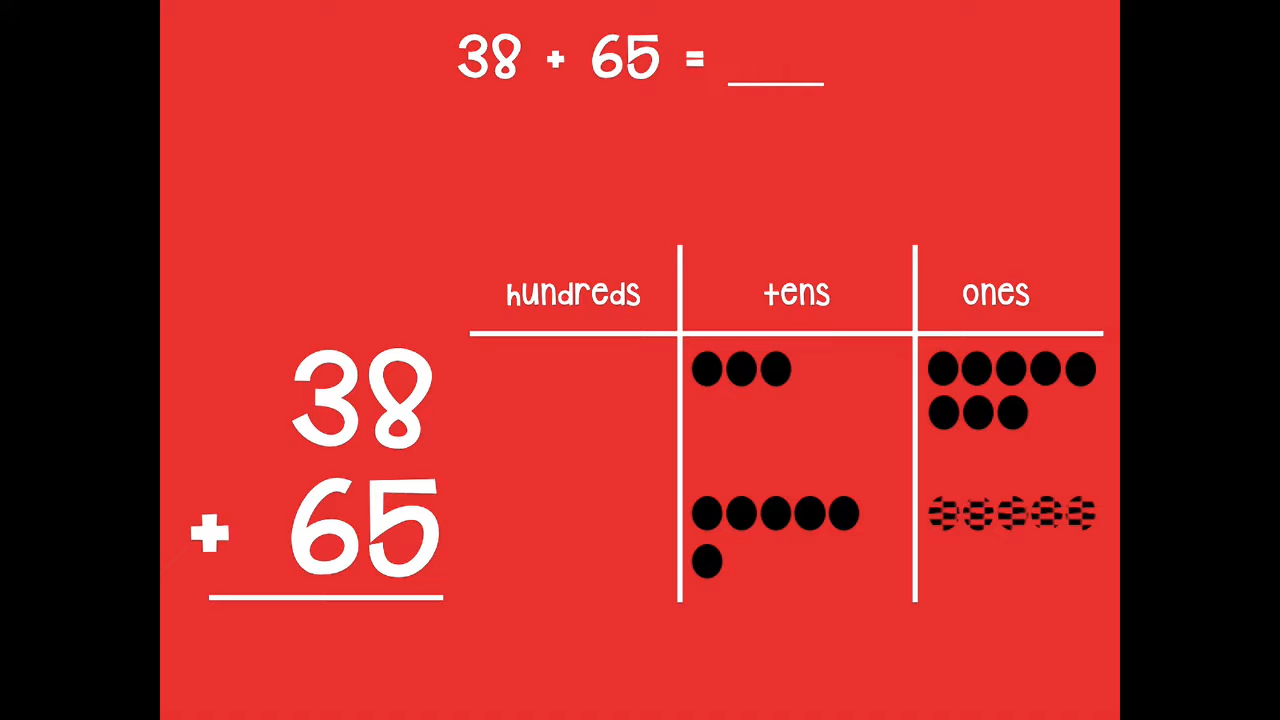 38 + 65 = ____
hundreds tens ones
38
+ 65